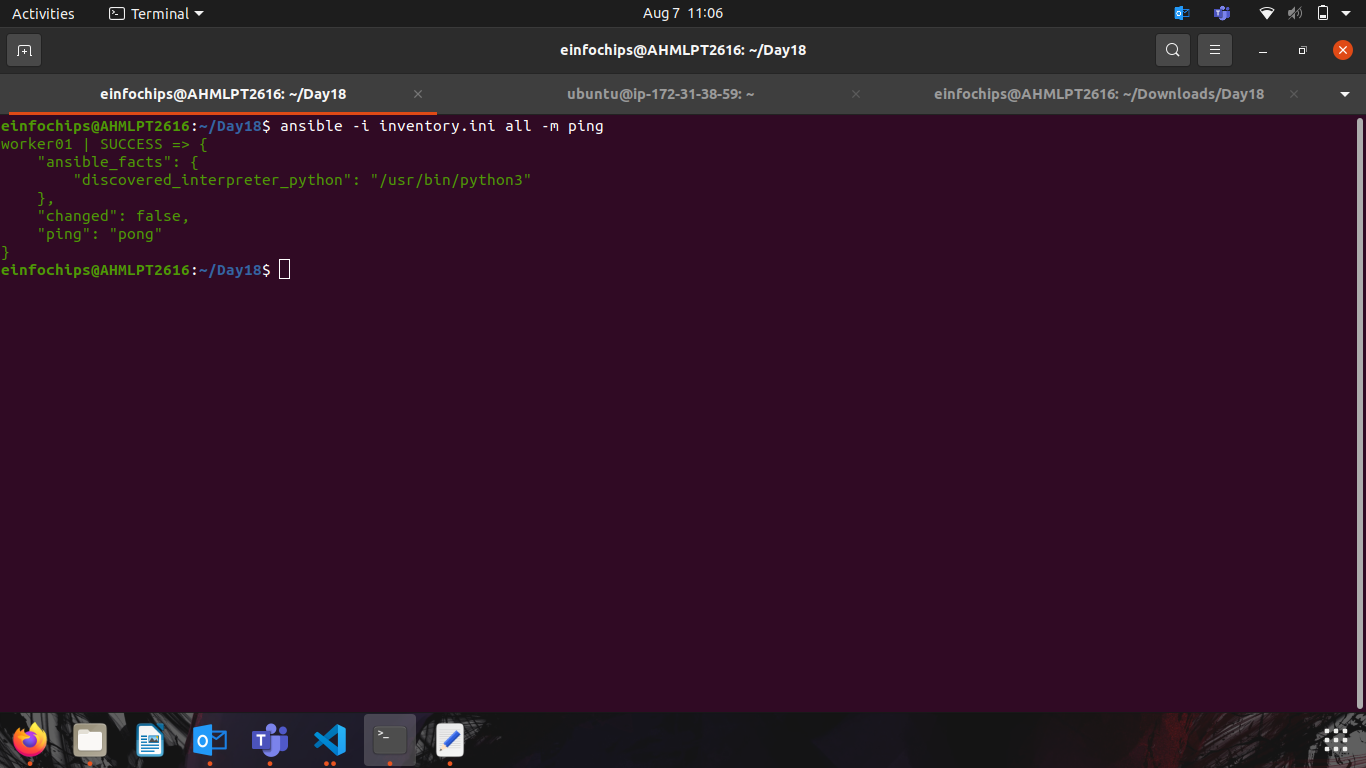 Activities
Terminal
Aug 7 11:06
einfochips@AHMLPT2616: ~/Day18
einfochips@AHMLPT2616: ~/Day18
ubuntu@ip-172-31-38-59: ~
einfochips@AHMLPT2616: ~/Downloads/Day18
einfochips@AHMLPT2616:~/Day18$ ansible -i inventory.ini all -m ping
worker01 | SUCCESS => {
    "ansible_facts": {
        "discovered_interpreter_python": "/usr/bin/python3"
    },
    "changed": false,
    "ping": "pong"
}
einfochips@AHMLPT2616:~/Day18$